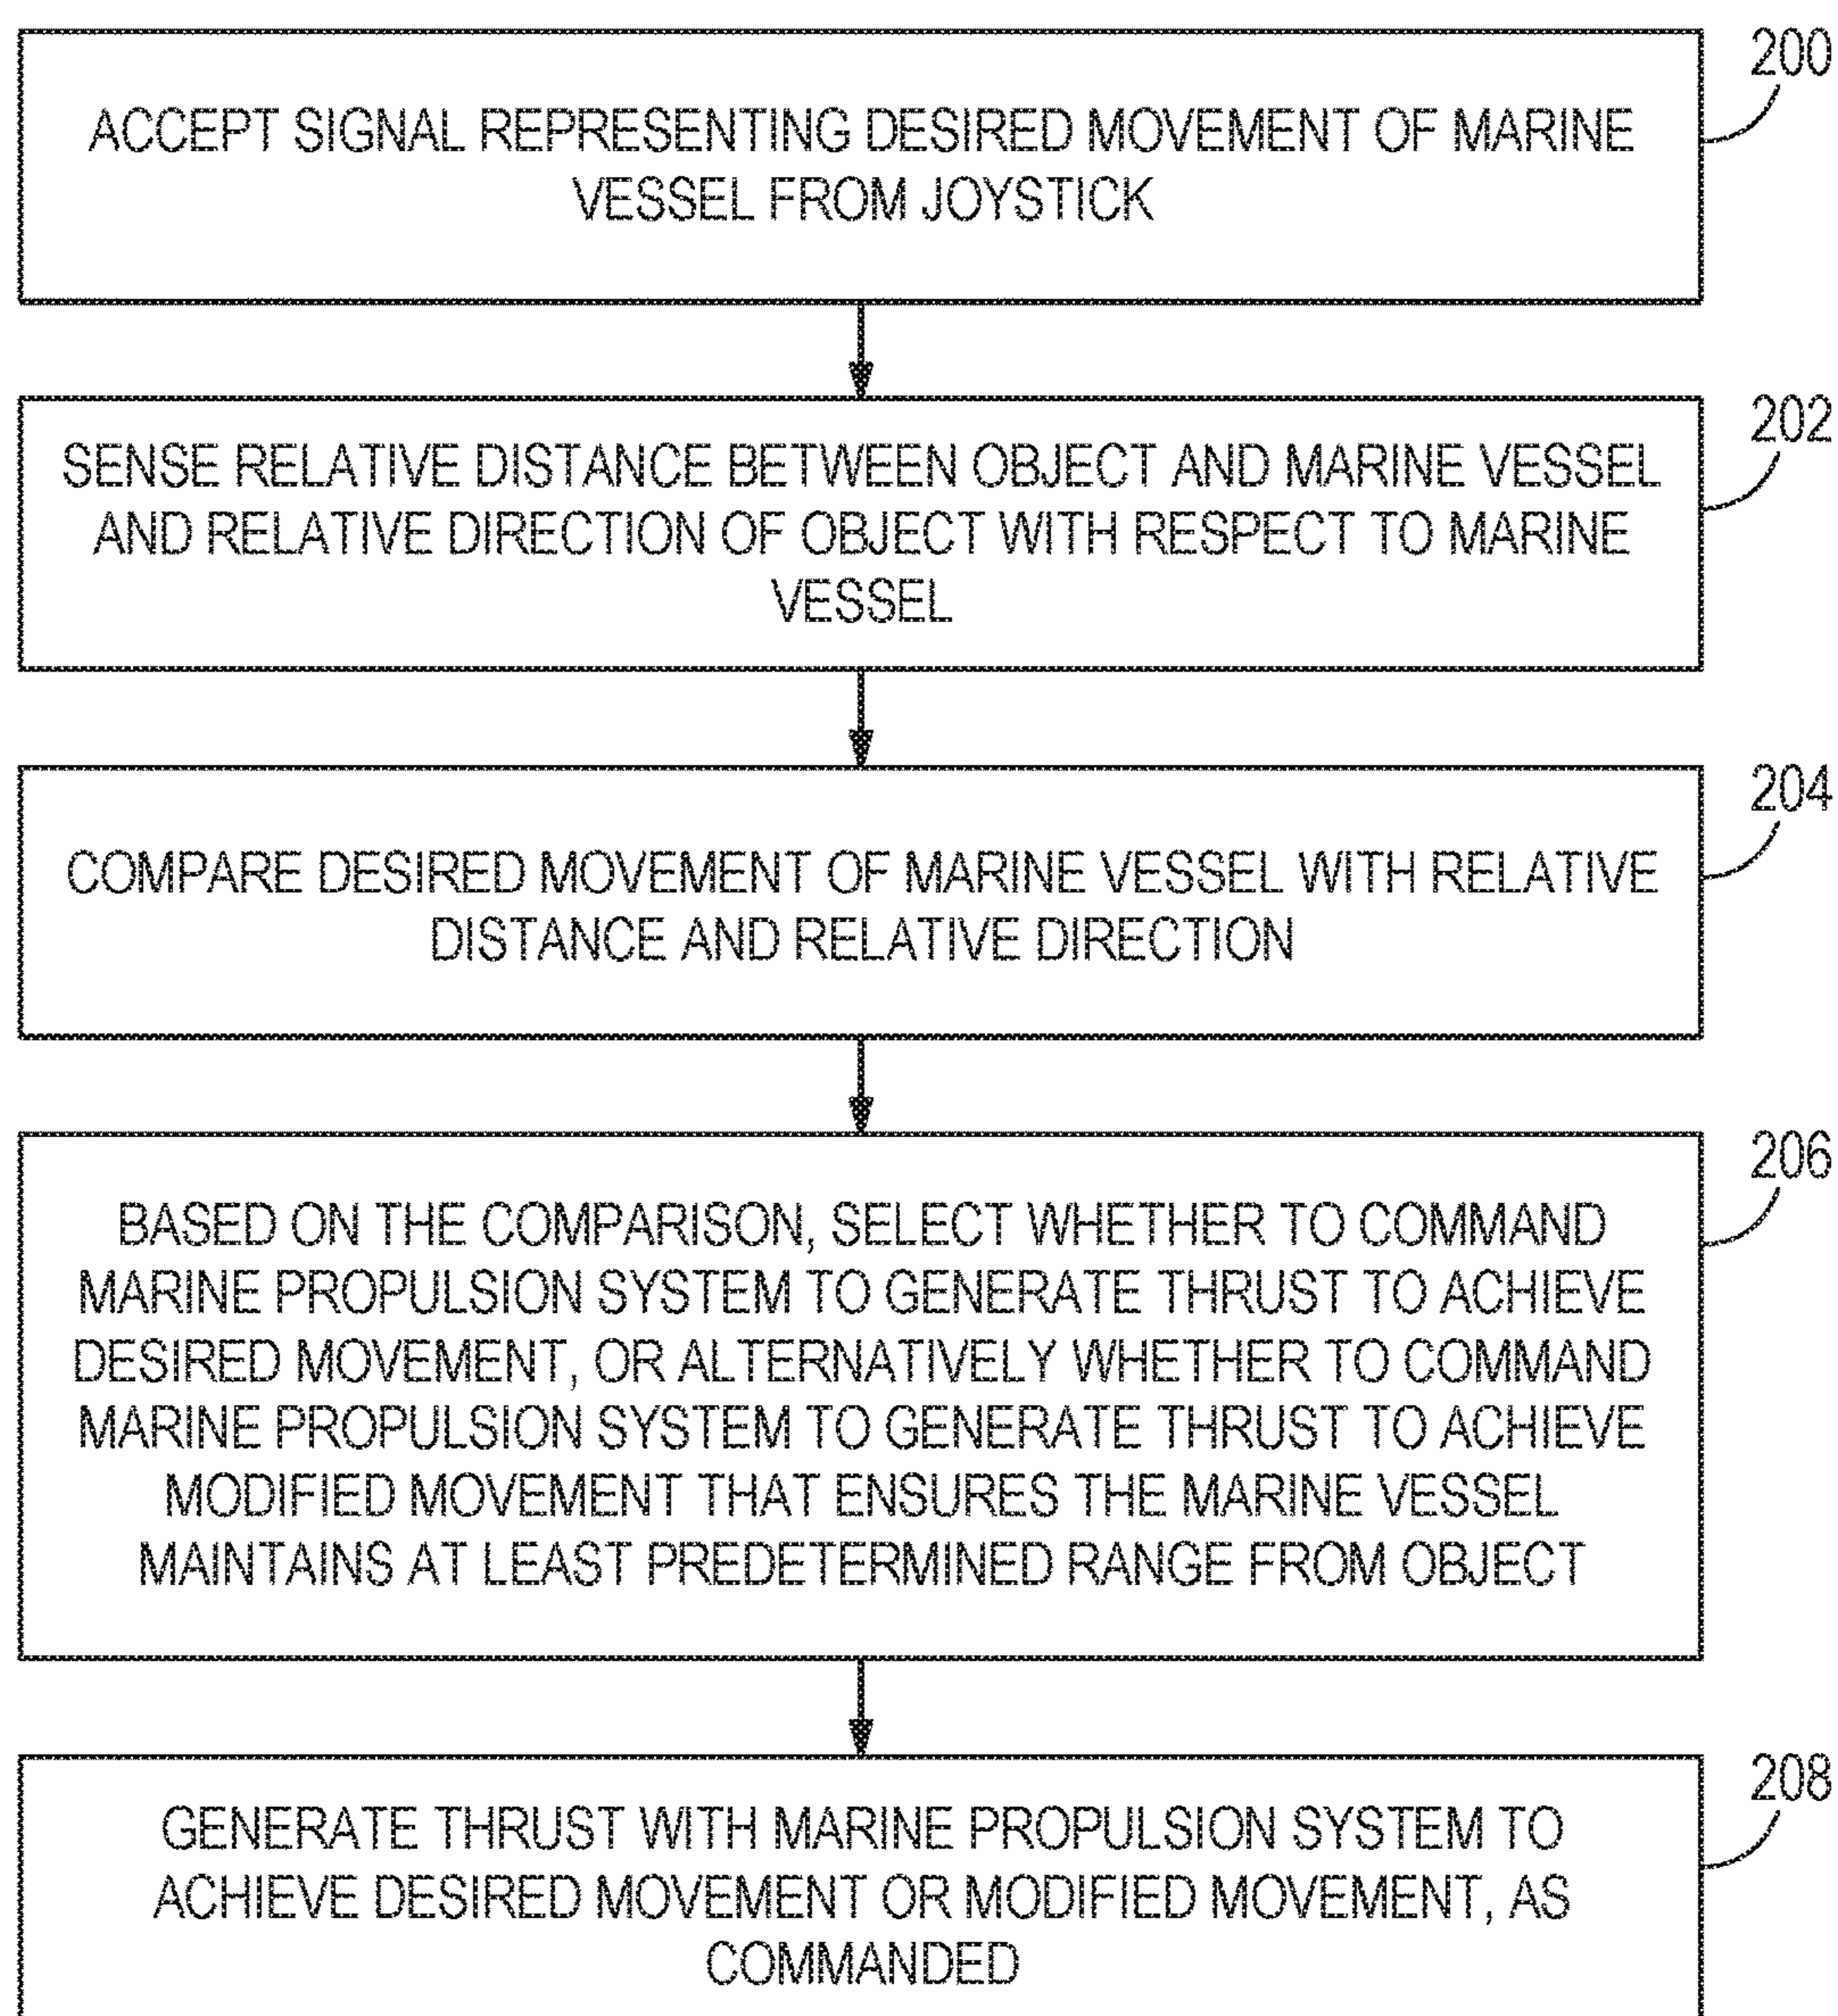 200
ACCEPT SIGNAL REPRESENTING DESIRED MOVEMENT OF MARINE
VESSEL FROM JOYSTICK
202
SENSE RELATIVE DISTANCE BETWEEN OBJECT AND MARINE VESSEL
AND RELATIVE DIRECTION OF OBJECT WITH RESPECT TO MARINE
VESSEL
204
COMPARE DESIRED MOVEMENT OF MARINE VESSEL WITH RELATIVE
DISTANCE AND RELATIVE DIRECTION
206
BASED ON THE COMPARISON, SELECT WHETHER TO COMMAND
MARINE PROPULSION SYSTEM TO GENERATE THRUST TO ACHIEVE
DESIRED MOVEMENT, OR ALTERNATIVELY WHETHER TO COMMAND
MARINE PROPULSION SYSTEM TO GENERATE THRUST TO ACHIEVE
MODIFIED MOVEMENT THAT ENSURES THE MARINE VESSEL
MAINTAINS AT LEAST PREDETERMINED RANGE FROM OBJECT
208
GENERATE THRUST WITH MARINE PROPULSION SYSTEM TO
ACHIEVE DESIRED MOVEMENT OR MODIFIED MOVEMENT, AS
COMMANDED